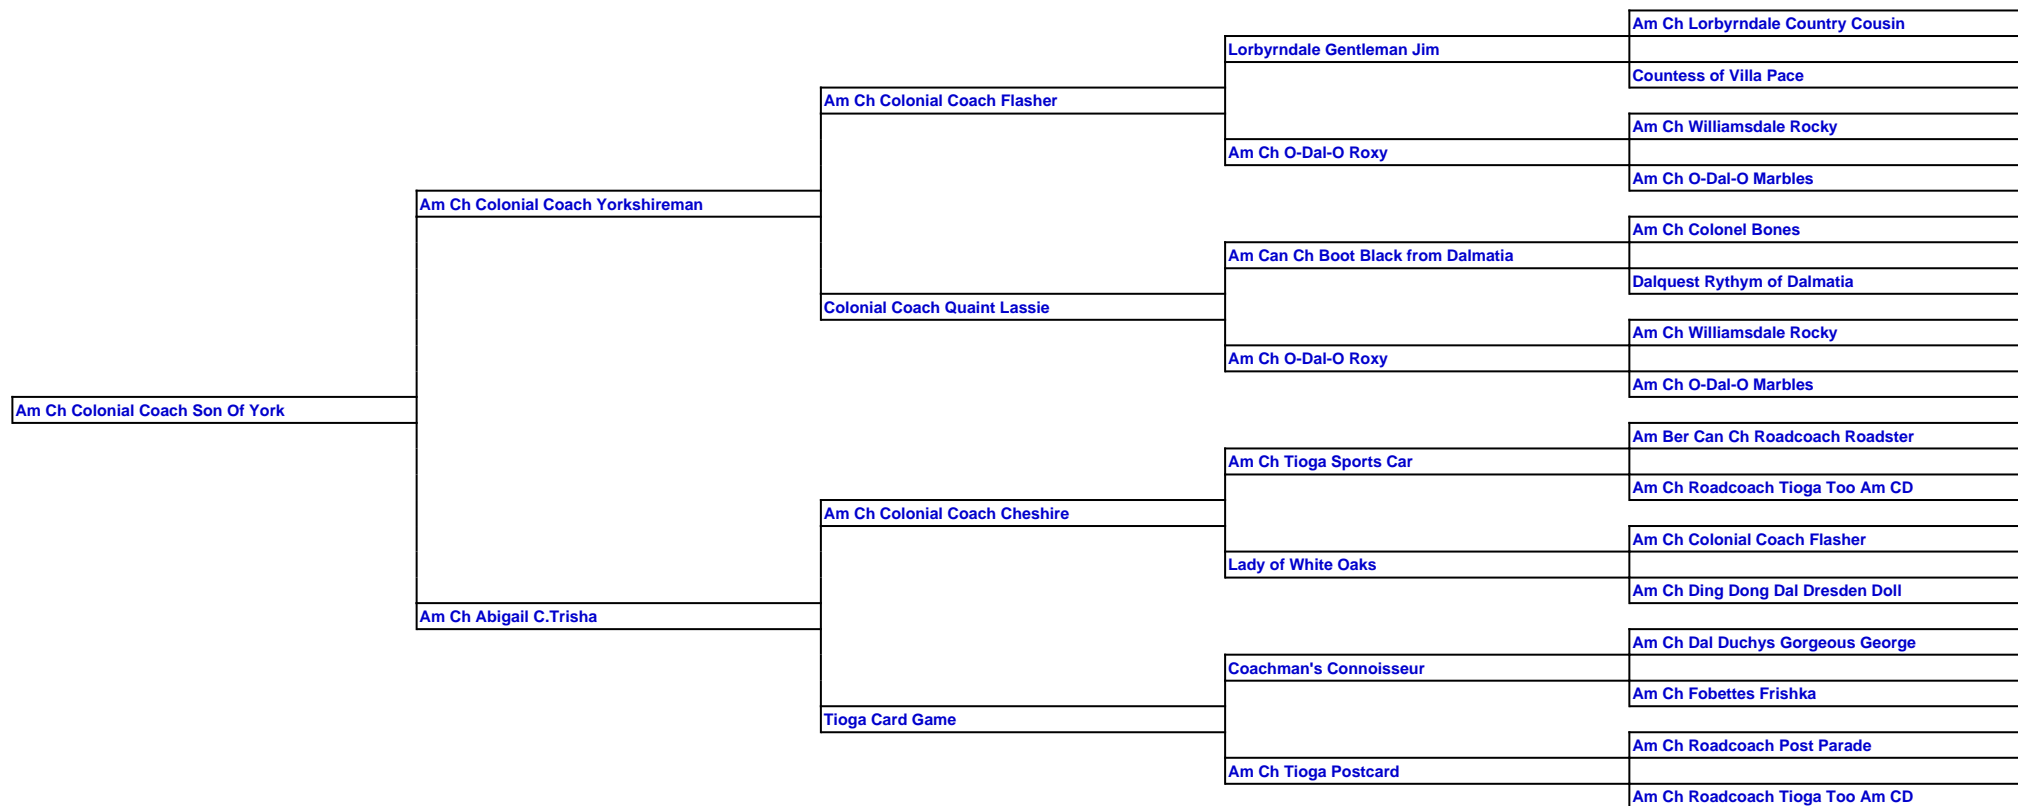 Am Ch Lorbyrndale Country Cousin
Lorbyrndale Gentleman Jim
Countess of Villa Pace
Am Ch Colonial Coach Flasher
Am Ch Williamsdale Rocky
Am Ch O-Dal-O Roxy
Am Ch O-Dal-O Marbles
Am Ch Colonial Coach Yorkshireman
Am Ch Colonel Bones
Am Can Ch Boot Black from Dalmatia
Dalquest Rythym of Dalmatia
Colonial Coach Quaint Lassie
Am Ch Williamsdale Rocky
Am Ch O-Dal-O Roxy
Am Ch O-Dal-O Marbles
Am Ch Colonial Coach Son Of York
Am Ber Can Ch Roadcoach Roadster
Am Ch Tioga Sports Car
Am Ch Roadcoach Tioga Too Am CD
Am Ch Colonial Coach Cheshire
Am Ch Colonial Coach Flasher
Lady of White Oaks
Am Ch Ding Dong Dal Dresden Doll
Am Ch Abigail C.Trisha
Am Ch Dal Duchys Gorgeous George
Coachman's Connoisseur
Am Ch Fobettes Frishka
Tioga Card Game
Am Ch Roadcoach Post Parade
Am Ch Tioga Postcard
Am Ch Roadcoach Tioga Too Am CD